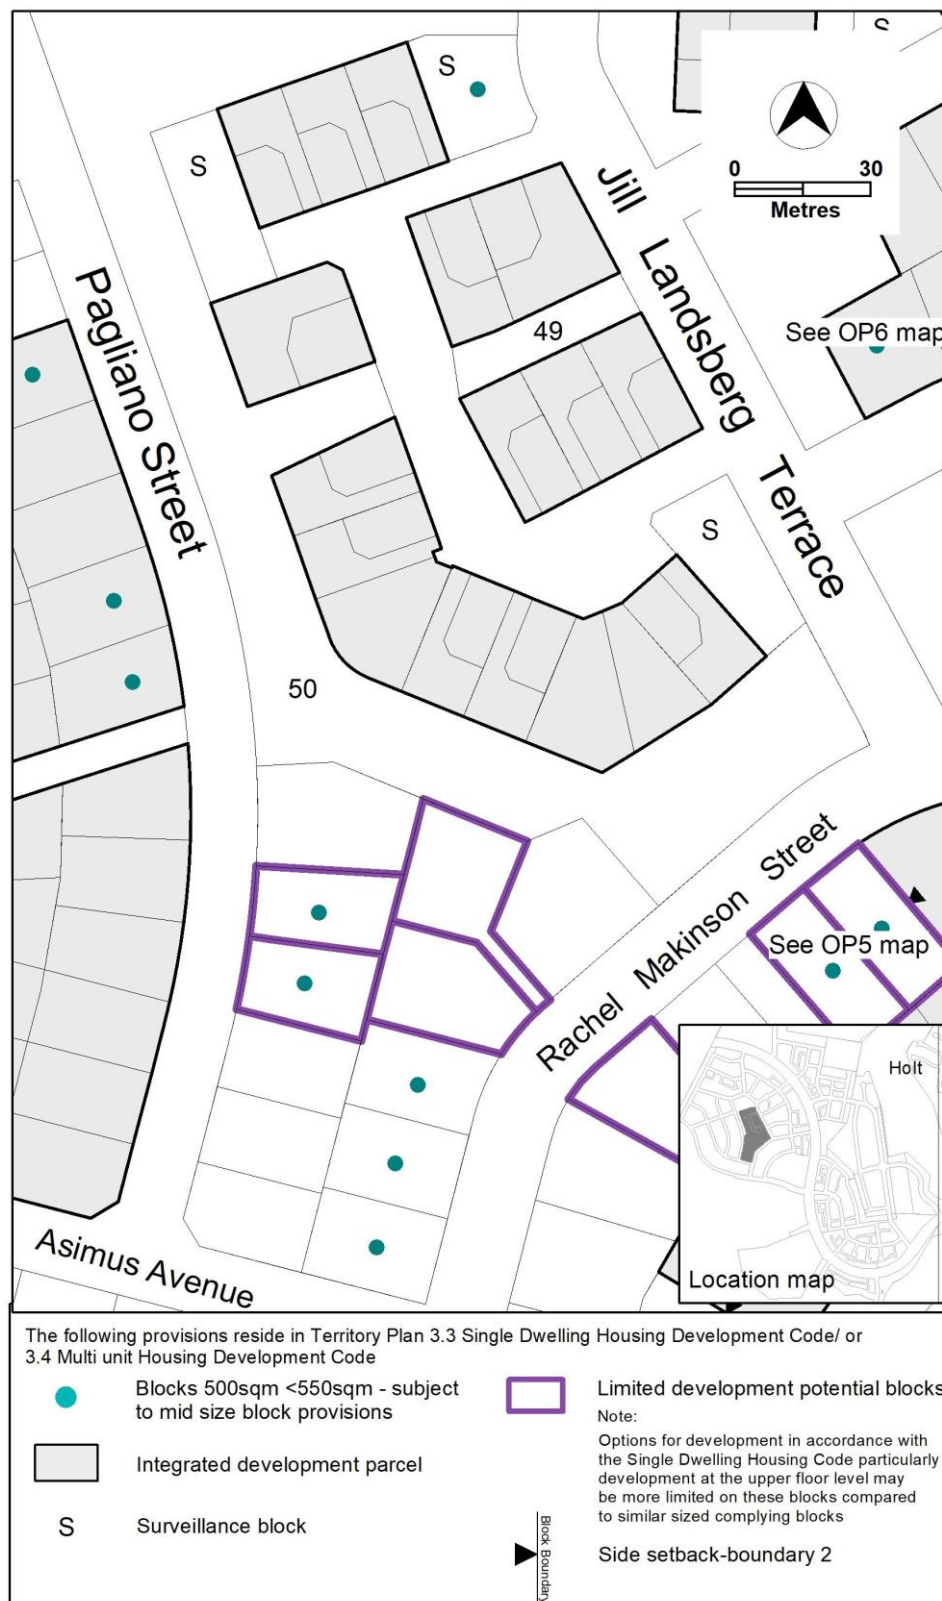 S
S
S
0 30
Metres
Jill Landsberg Terrace
Pagliano Street
49
See OP6 map
S
50
Rachel Makinson Street
See OP5 map
Holt
Location map
Asimus Avenue
The following provisions reside in Territory Plan 3.3 Single Dwelling Housing Development Code/ or
3.4 Multi unit Housing Development Code
Blocks 500sqm <550sqm - subject
to mid size block provisions
Integrated development parcel
S Surveillance block
Limited development potential blocks
Note:
Options for development in accordance with
the Single Dwelling Housing Code particularly
development at the upper floor level may
be more limited on these blocks compared
to similar sized complying blocks
Block Boundary
Side setback-boundary 2